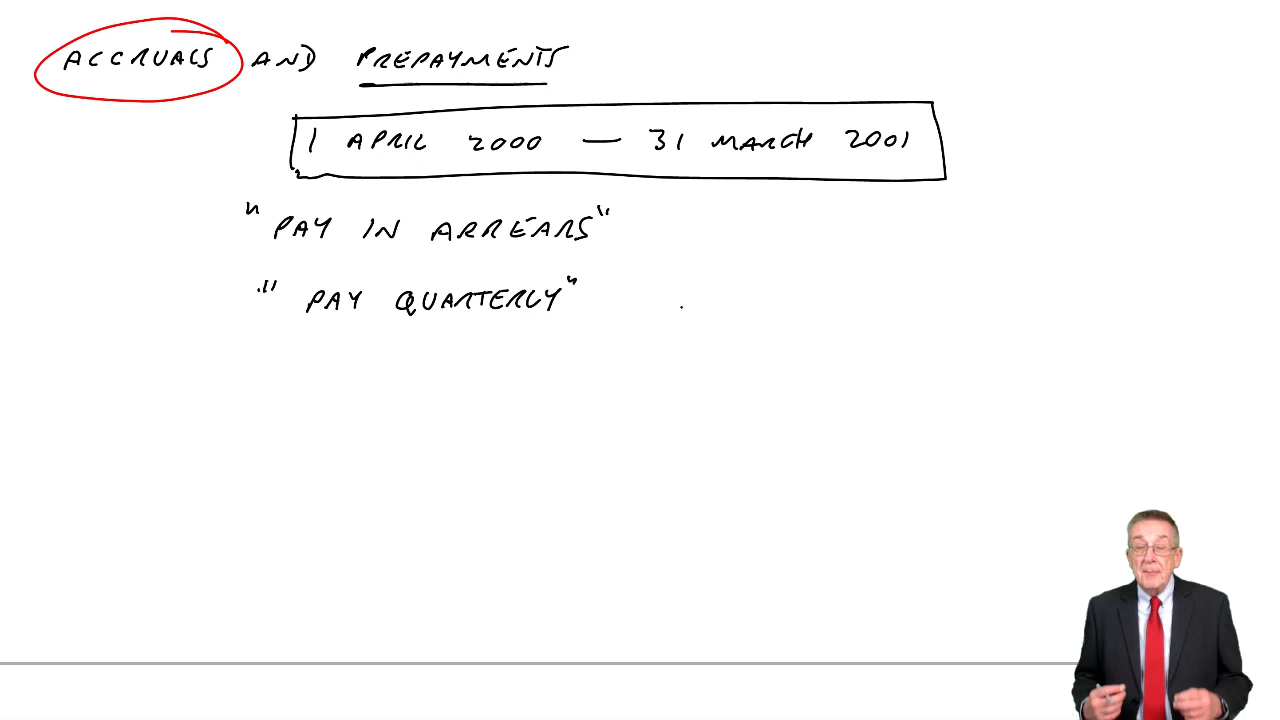 ACCRUALS AND PREPAYMENTS
1 APRIL 2000 — 31 MARCH 2001
"PAY IN ARREARS"
"PAY QUARTERLY"